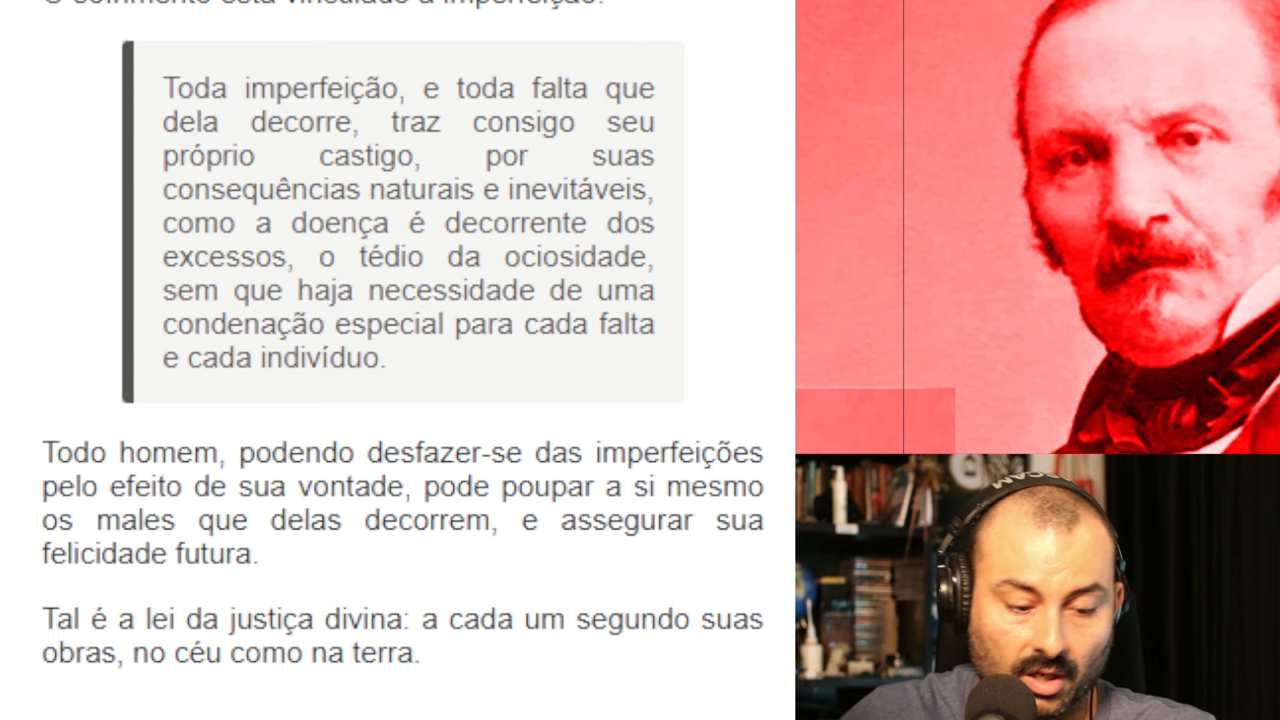 O sofrimento está vinculado à imperfeição.
Toda imperfeição, e toda falta que
dela decorre, traz consigo seu
próprio castigo, por suas
consequências naturais e inevitáveis,
como a doença é decorrente dos
excessos, o tédio da ociosidade,
sem que haja necessidade de uma
condenação especial para cada falta
e cada indivíduo.
Todo homem, podendo desfazer-se das imperfeições
pelo efeito de sua vontade, pode poupar a si mesmo
os males que delas decorrem, e assegurar sua
felicidade futura.
Tal é a lei da justiça divina: a cada um segundo suas
obras, no céu como na terra.